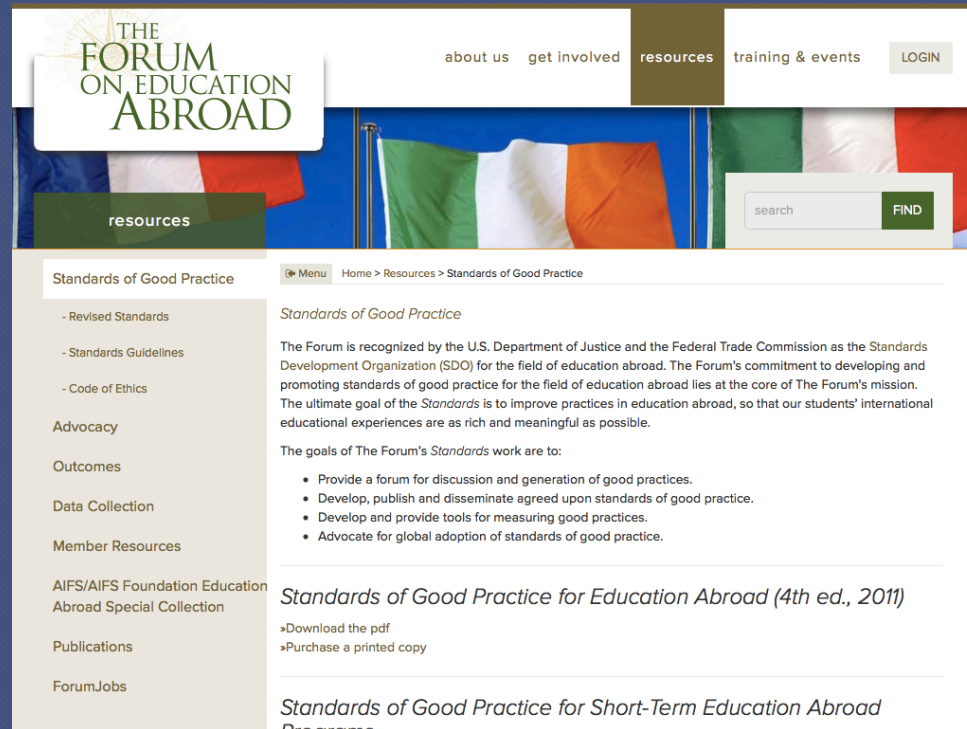 THE
FORUM
ON EDUCATION
ABROAD
about us get involved resources training & events LOGIN
search FIND
resources
Standards of Good Practice
- Revised Standards
- Standards Guidelines
- Code of Ethics
Advocacy
Outcomes
Data Collection
Member Resources
AIFS/AIFS Foundation Education
Abroad Special Collection
Publications
ForumJobs
Menu Home > Resources > Standards of Good Practice
Standards of Good Practice
The Forum is recognized by the U.S. Department of Justice and the Federal Trade Commission as the Standards
Development Organization (SDO) for the field of education abroad. The Forum's commitment to developing and
promoting standards of good practice for the field of education abroad lies at the core of The Forum's mission.
The ultimate goal of the Standards is to improve practices in education abroad, so that our students' international
educational experiences are as rich and meaningful as possible.
The goals of The Forum's Standards work are to:
• Provide a forum for discussion and generation of good practices.
• Develop, publish and disseminate agreed upon standards of good practice.
• Develop and provide tools for measuring good practices.
• Advocate for global adoption of standards of good practice.
Standards of Good Practice for Education Abroad (4th ed., 2011)
»Download the pdf
»Purchase a printed copy
Standards of Good Practice for Short-Term Education Abroad
Programs